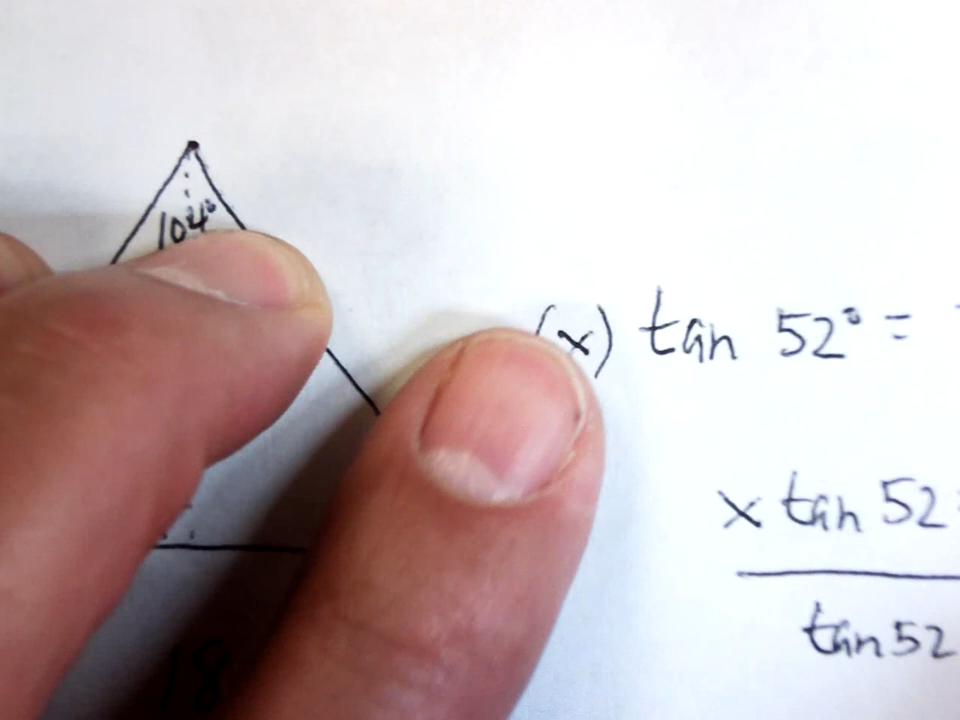 104°
(x) tan 52° =
x tan 52
tan 52
18